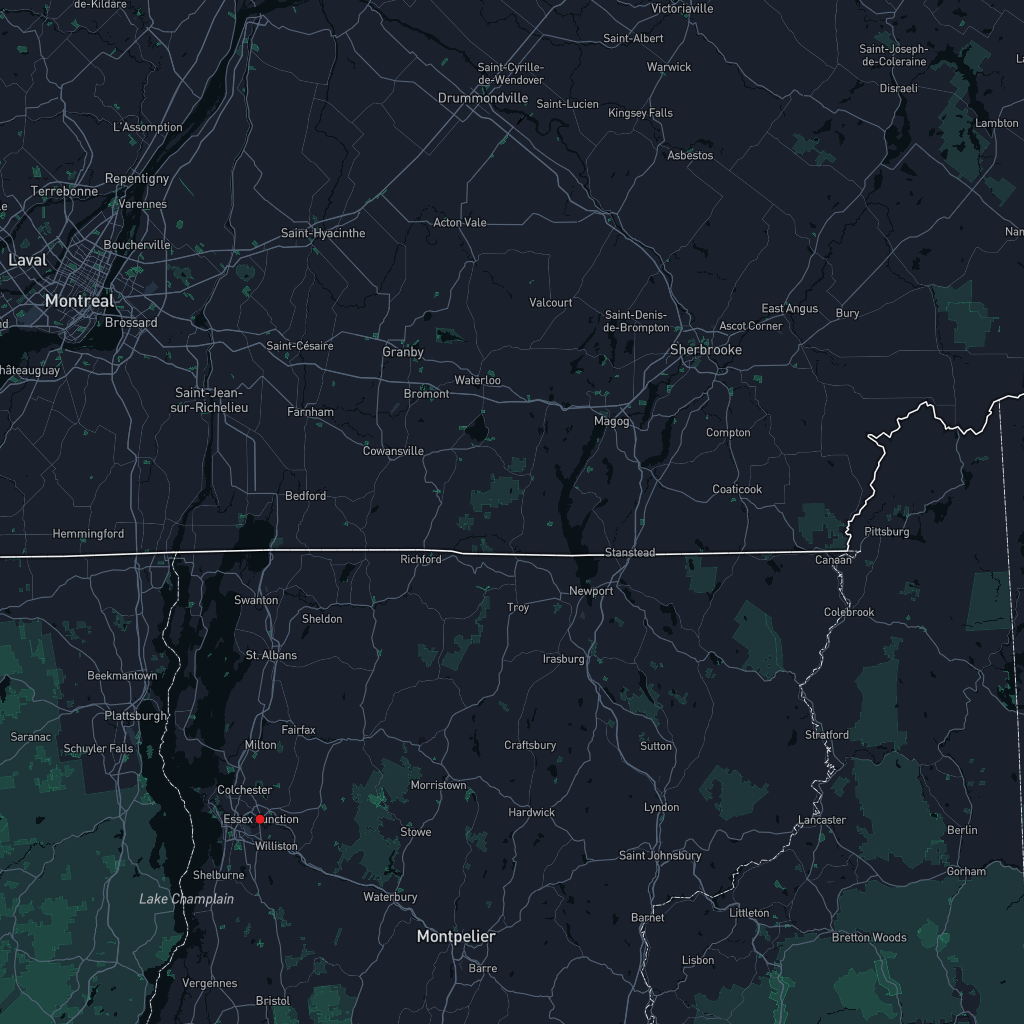 de-Kildare
Victoriaville
Saint-Albert
Saint-Joseph-
de-Coleraine
Saint-Cyrille-
de-Wendover
Warwick
Disraeli
Drummondville
Saint-Lucien
Kingsey Falls
L'Assomption
Lambton
Asbestos
Repentigny
Terrebonne
Varennes
Acton Vale
Saint-Hyacinthe
Boucherville
Laval
Montreal
Valcourt
East Angus
Bury
Saint-Denis-
de-Brompton
Ascot Corner
Brossard
Saint-Césaire
Granby
Sherbrooke
hâteauguay
Waterloo
Bromont
Saint-Jean-
sur-Richelieu
Farnham
Magog
Compton
Cowansville
Coaticook
Bedford
Hemmingford
Pittsburg
Richford
Stanstead
Canaan
Newport
Swanton
Troy
Sheldon
Colebrook
St. Albans
Irasburg
Beekmantown
Plattsburgh
Saranac
Fairfax
Stratford
Schuyler Falls
Milton
Craftsbury
Sutton
Colchester
Morristown
Lyndon
Hardwick
Essex Junction
Lancaster
Stowe
Berlin
Williston
Saint Johnsbury
Shelburne
Gorham
Lake Champlain
Waterbury
Barnet
Littleton
Montpelier
Bretton Woods
Lisbon
Barre
Vergennes
Bristol